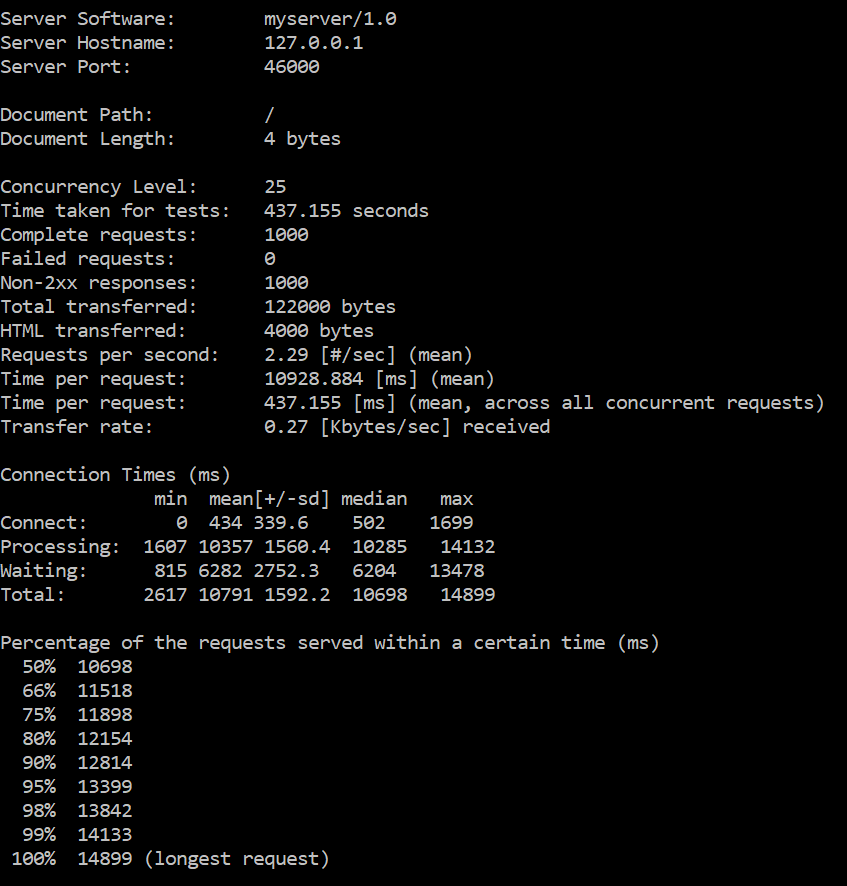 Server Software:        myserver/1.0
Server Hostname:        127.0.0.1
Server Port:            46000

Document Path:          /
Document Length:        4 bytes

Concurrency Level:      25
Time taken for tests:   437.155 seconds
Complete requests:      1000
Failed requests:        0
Non-2xx responses:      1000
Total transferred:      122000 bytes
HTML transferred:       4000 bytes
Requests per second:    2.29 [#/sec] (mean)
Time per request:       10928.884 [ms] (mean)
Time per request:       437.155 [ms] (mean, across all concurrent requests)
Transfer rate:          0.27 [Kbytes/sec] received

Connection Times (ms)
              min  mean[+/-sd] median   max
Connect:        0  434 339.6    502    1699
Processing:  1607 10357 1560.4  10285   14132
Waiting:      815 6282 2752.3   6204   13478
Total:       2617 10791 1592.2  10698   14899

Percentage of the requests served within a certain time (ms)
  50%  10698
  66%  11518
  75%  11898
  80%  12154
  90%  12814
  95%  13399
  98%  13842
  99%  14133
 100%  14899 (longest request)